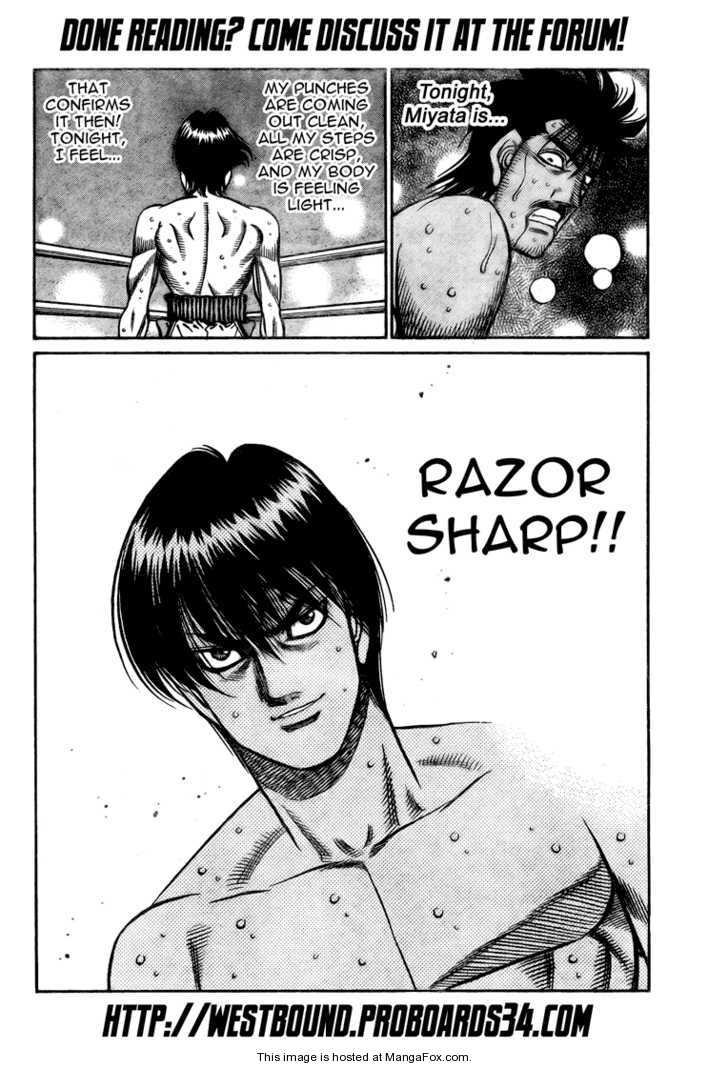 DONE READING? COME DISCUSS IT AT THE FORUM!
Tonight,
Miyata is...
MY PUNCHES
ARE COMING
OUT CLEAN,
ALL MY STEPS
ARE CRISP,
AND MY BODY
IS FEELING
LIGHT...
THAT
CONFIRMS
IT THEN!
TONIGHT,
I FEEL...
RAZOR
SHARP!!
HTTP://WESTBOUND.PROBOARDS34.COM
This image is hosted at MangaFox.com.